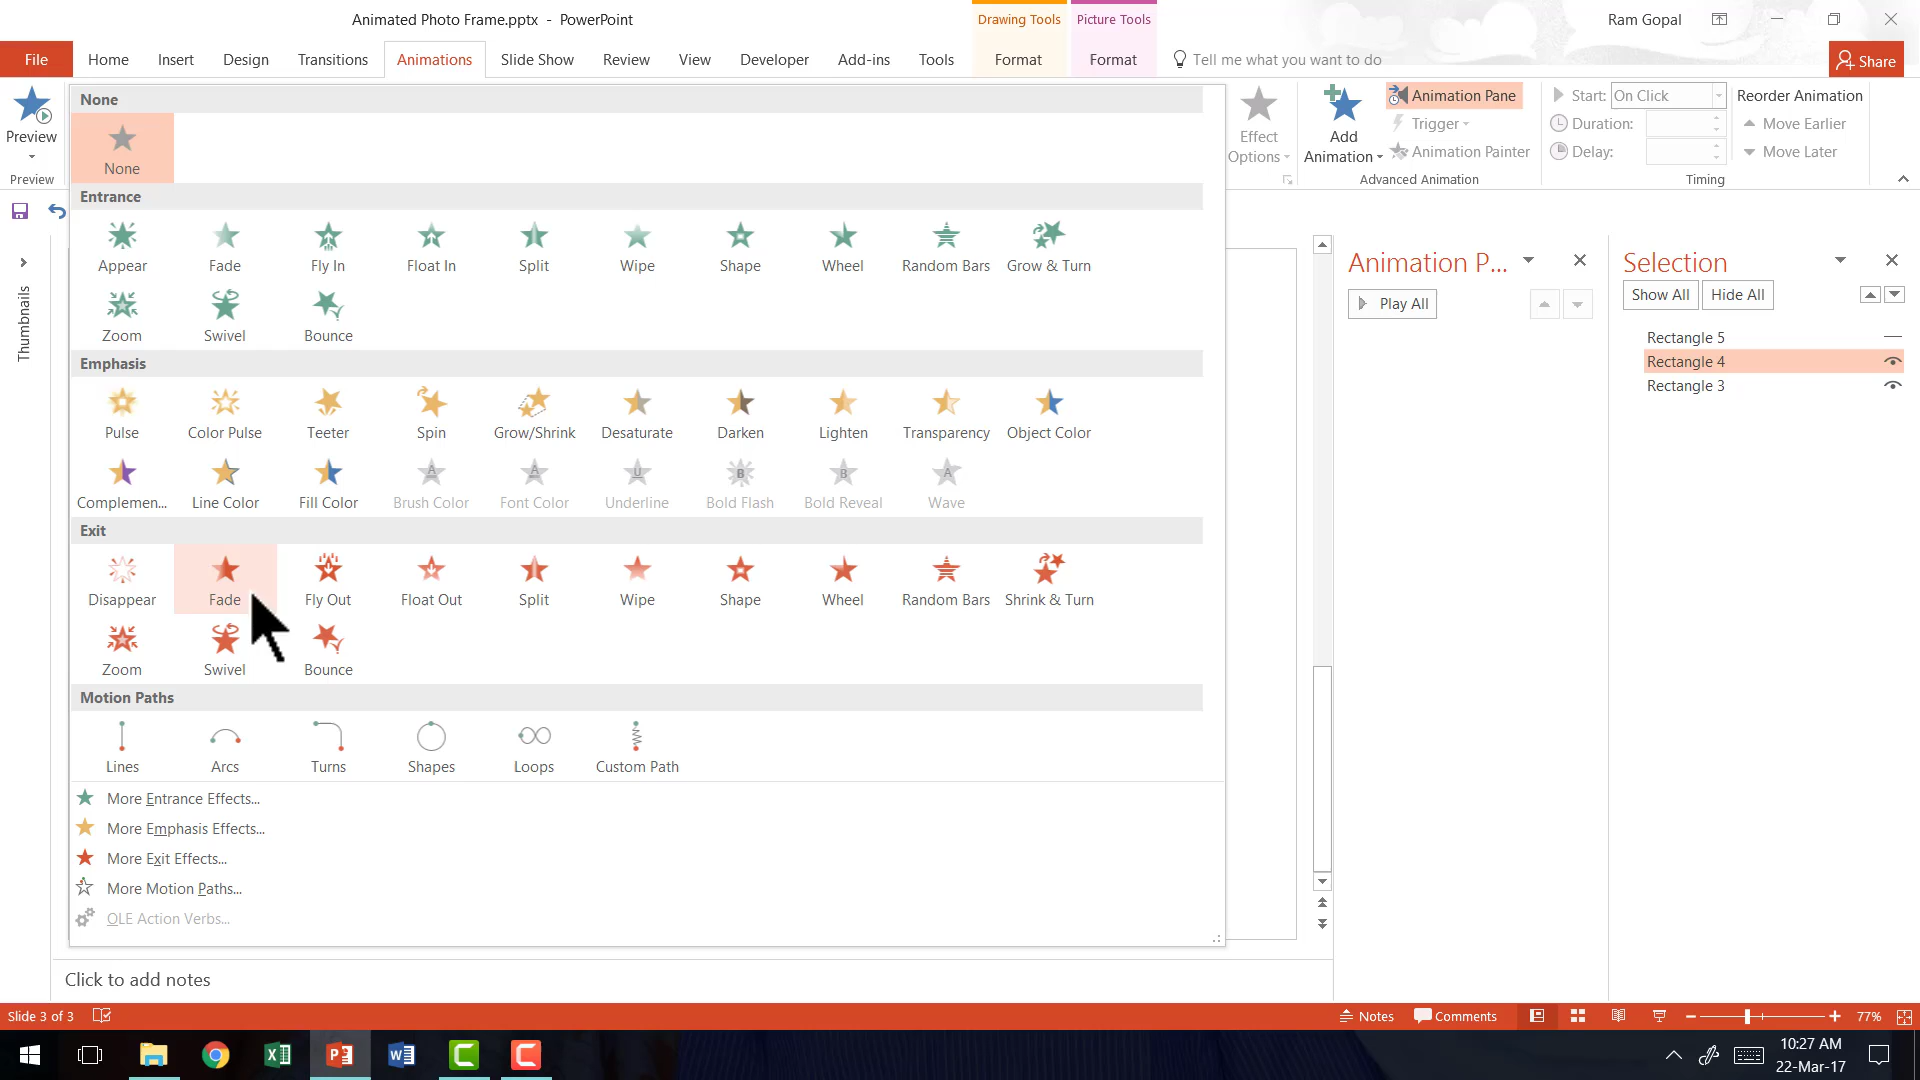 Animated Photo Frame.pptx - PowerPoint
Drawing Tools
Picture Tools
Ram Gopal
File
Home
Insert
Design
Transitions
Animations
Slide Show
Review
View
Developer
Add-ins
Tools
Format
Format
Tell me what you want to do
Share
Preview
Preview
None
None
Entrance
Appear
Fade
Fly In
Float In
Split
Wipe
Shape
Wheel
Random Bars
Grow & Turn
Zoom
Swivel
Bounce
Emphasis
Pulse
Color Pulse
Teeter
Spin
Grow/Shrink
Desaturate
Darken
Lighten
Transparency
Object Color
Complemen...
Line Color
Fill Color
Brush Color
Font Color
Underline
Bold Flash
Bold Reveal
Wave
Exit
Disappear
Fade
Fly Out
Float Out
Split
Wipe
Shape
Wheel
Random Bars
Shrink & Turn
Zoom
Swivel
Bounce
Motion Paths
Lines
Arcs
Turns
Shapes
Loops
Custom Path
More Entrance Effects...
More Emphasis Effects...
More Exit Effects...
More Motion Paths...
OLE Action Verbs...
Effect
Options
Add
Animation
Animation Pane
Trigger
Animation Painter
Advanced Animation
Start: On Click
Duration:
Delay:
Timing
Reorder Animation
Move Earlier
Move Later
Thumbnails
Animation P...
Play All
Selection
Show All
Hide All
Rectangle 5
Rectangle 4
Rectangle 3
Click to add notes
Slide 3 of 3
Notes
Comments
77%
10:27 AM
22-Mar-17